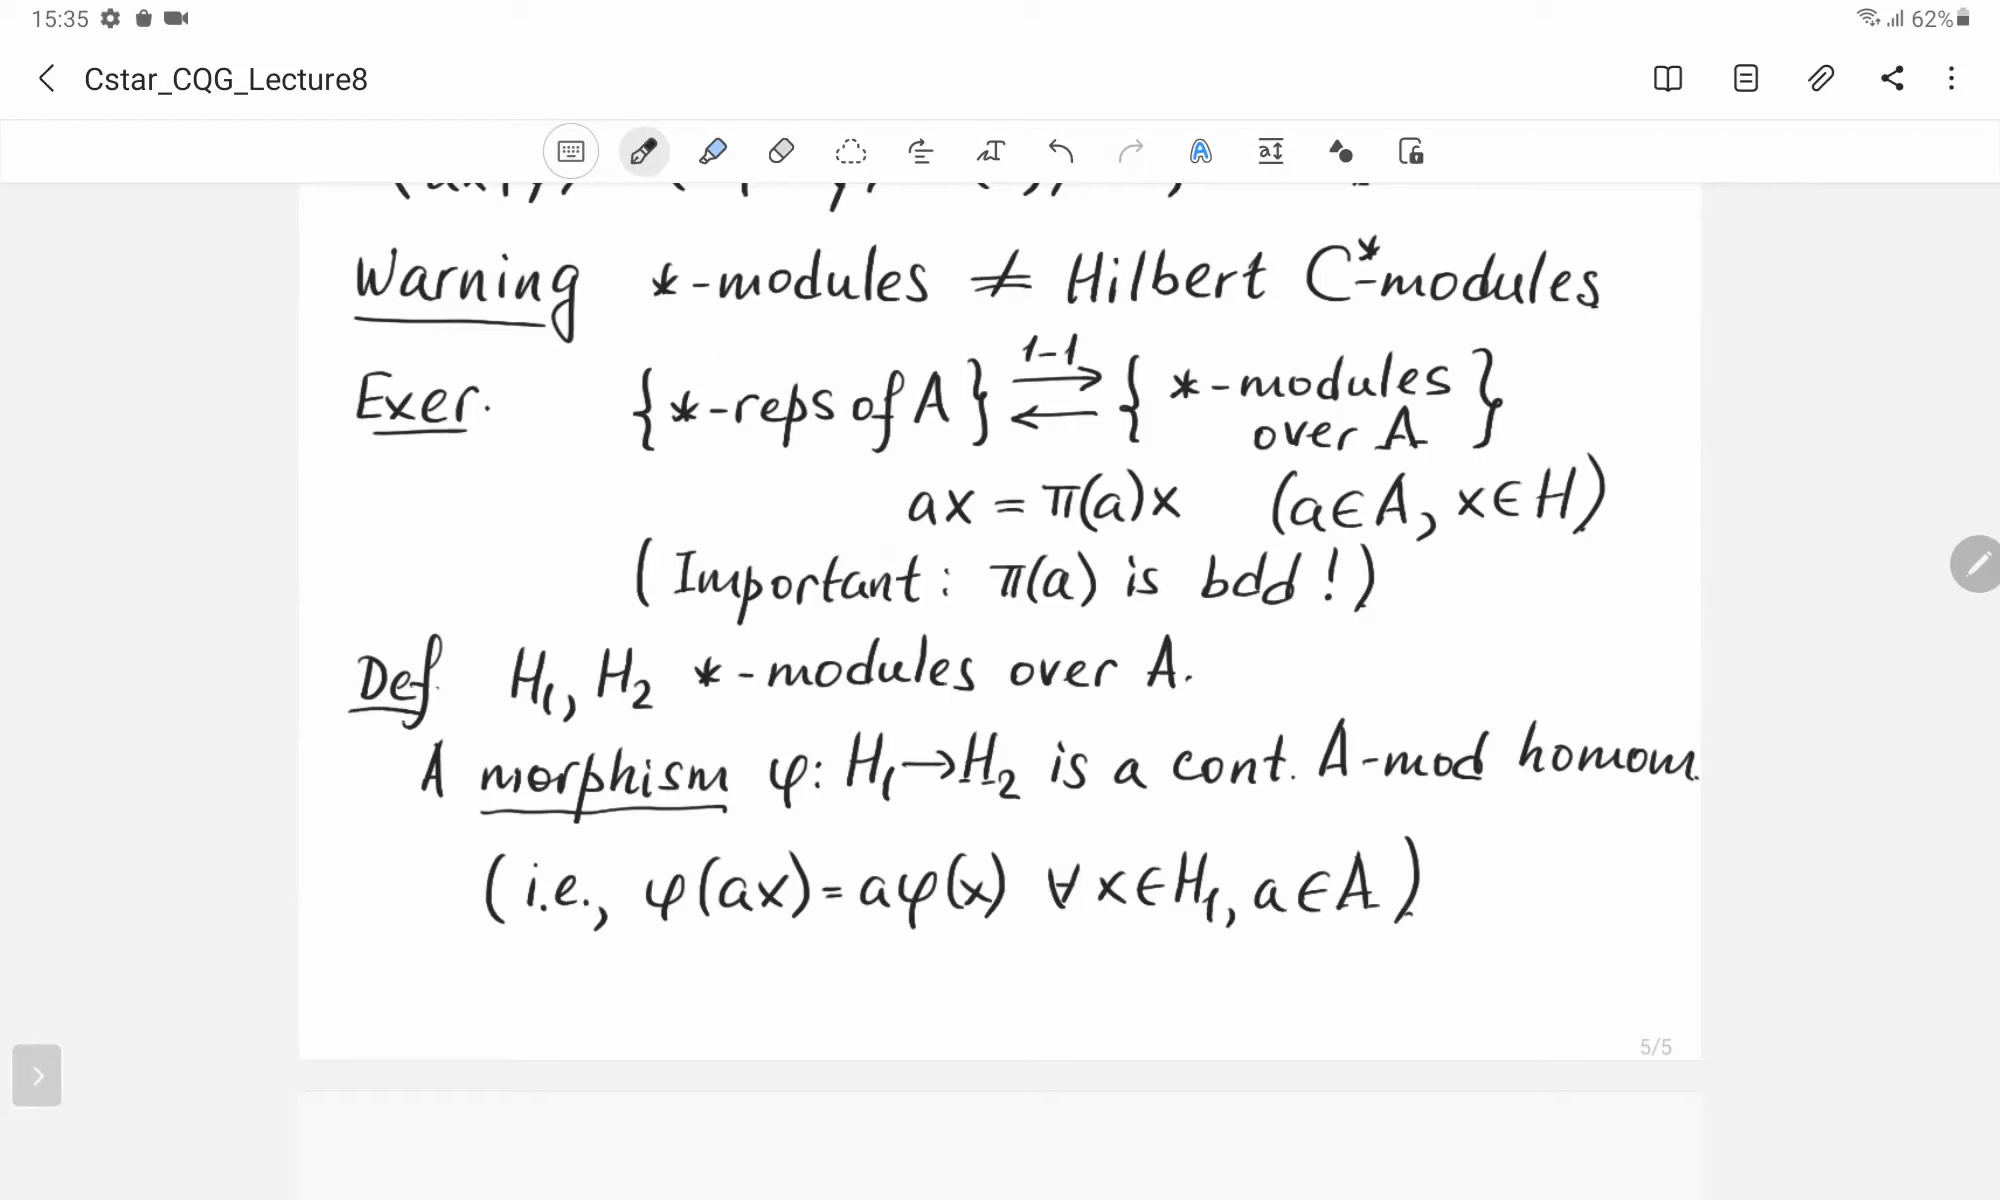 15:35
62%
Cstar_CQG_Lecture8
Warning *-modules ≠ Hilbert C*-modules
Exer. {*-reps of A} 1-1 ⇄ {*-modules over A}
ax = π(a)x (a∈A, x∈H)
(Important: π(a) is bdd!)
Def. H₁, H₂ *-modules over A.
A morphism φ: H₁→H₂ is a cont. A-mod homom.
(i.e., φ(ax)=aφ(x) ∀x∈H₁, a∈A)
5/5